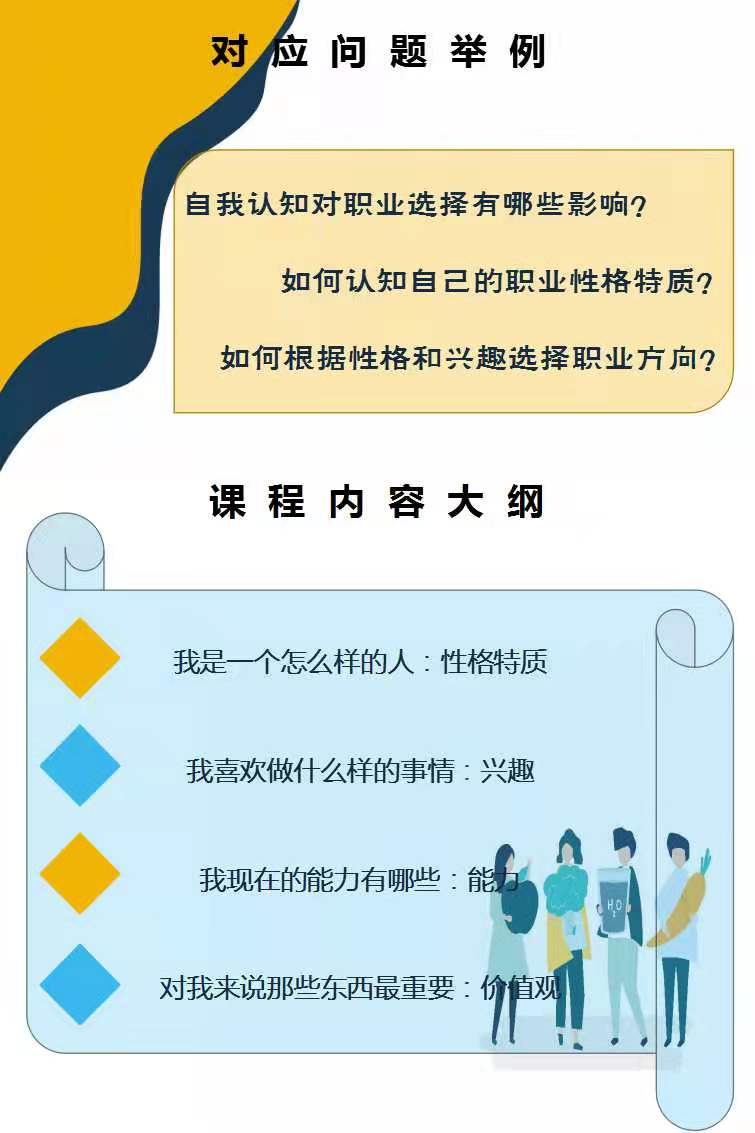 对应问题举例
自我认知对职业选择有哪些影响?
如何认知自己的职业性格特质?
如何根据性格和兴趣选择职业方向?
课程内容大纲
我是一个怎么样的人：性格特质
我喜欢做什么样的事情：兴趣
我现在的能力有哪些：能力
对我来说那些东西最重要：价值观
H O
2